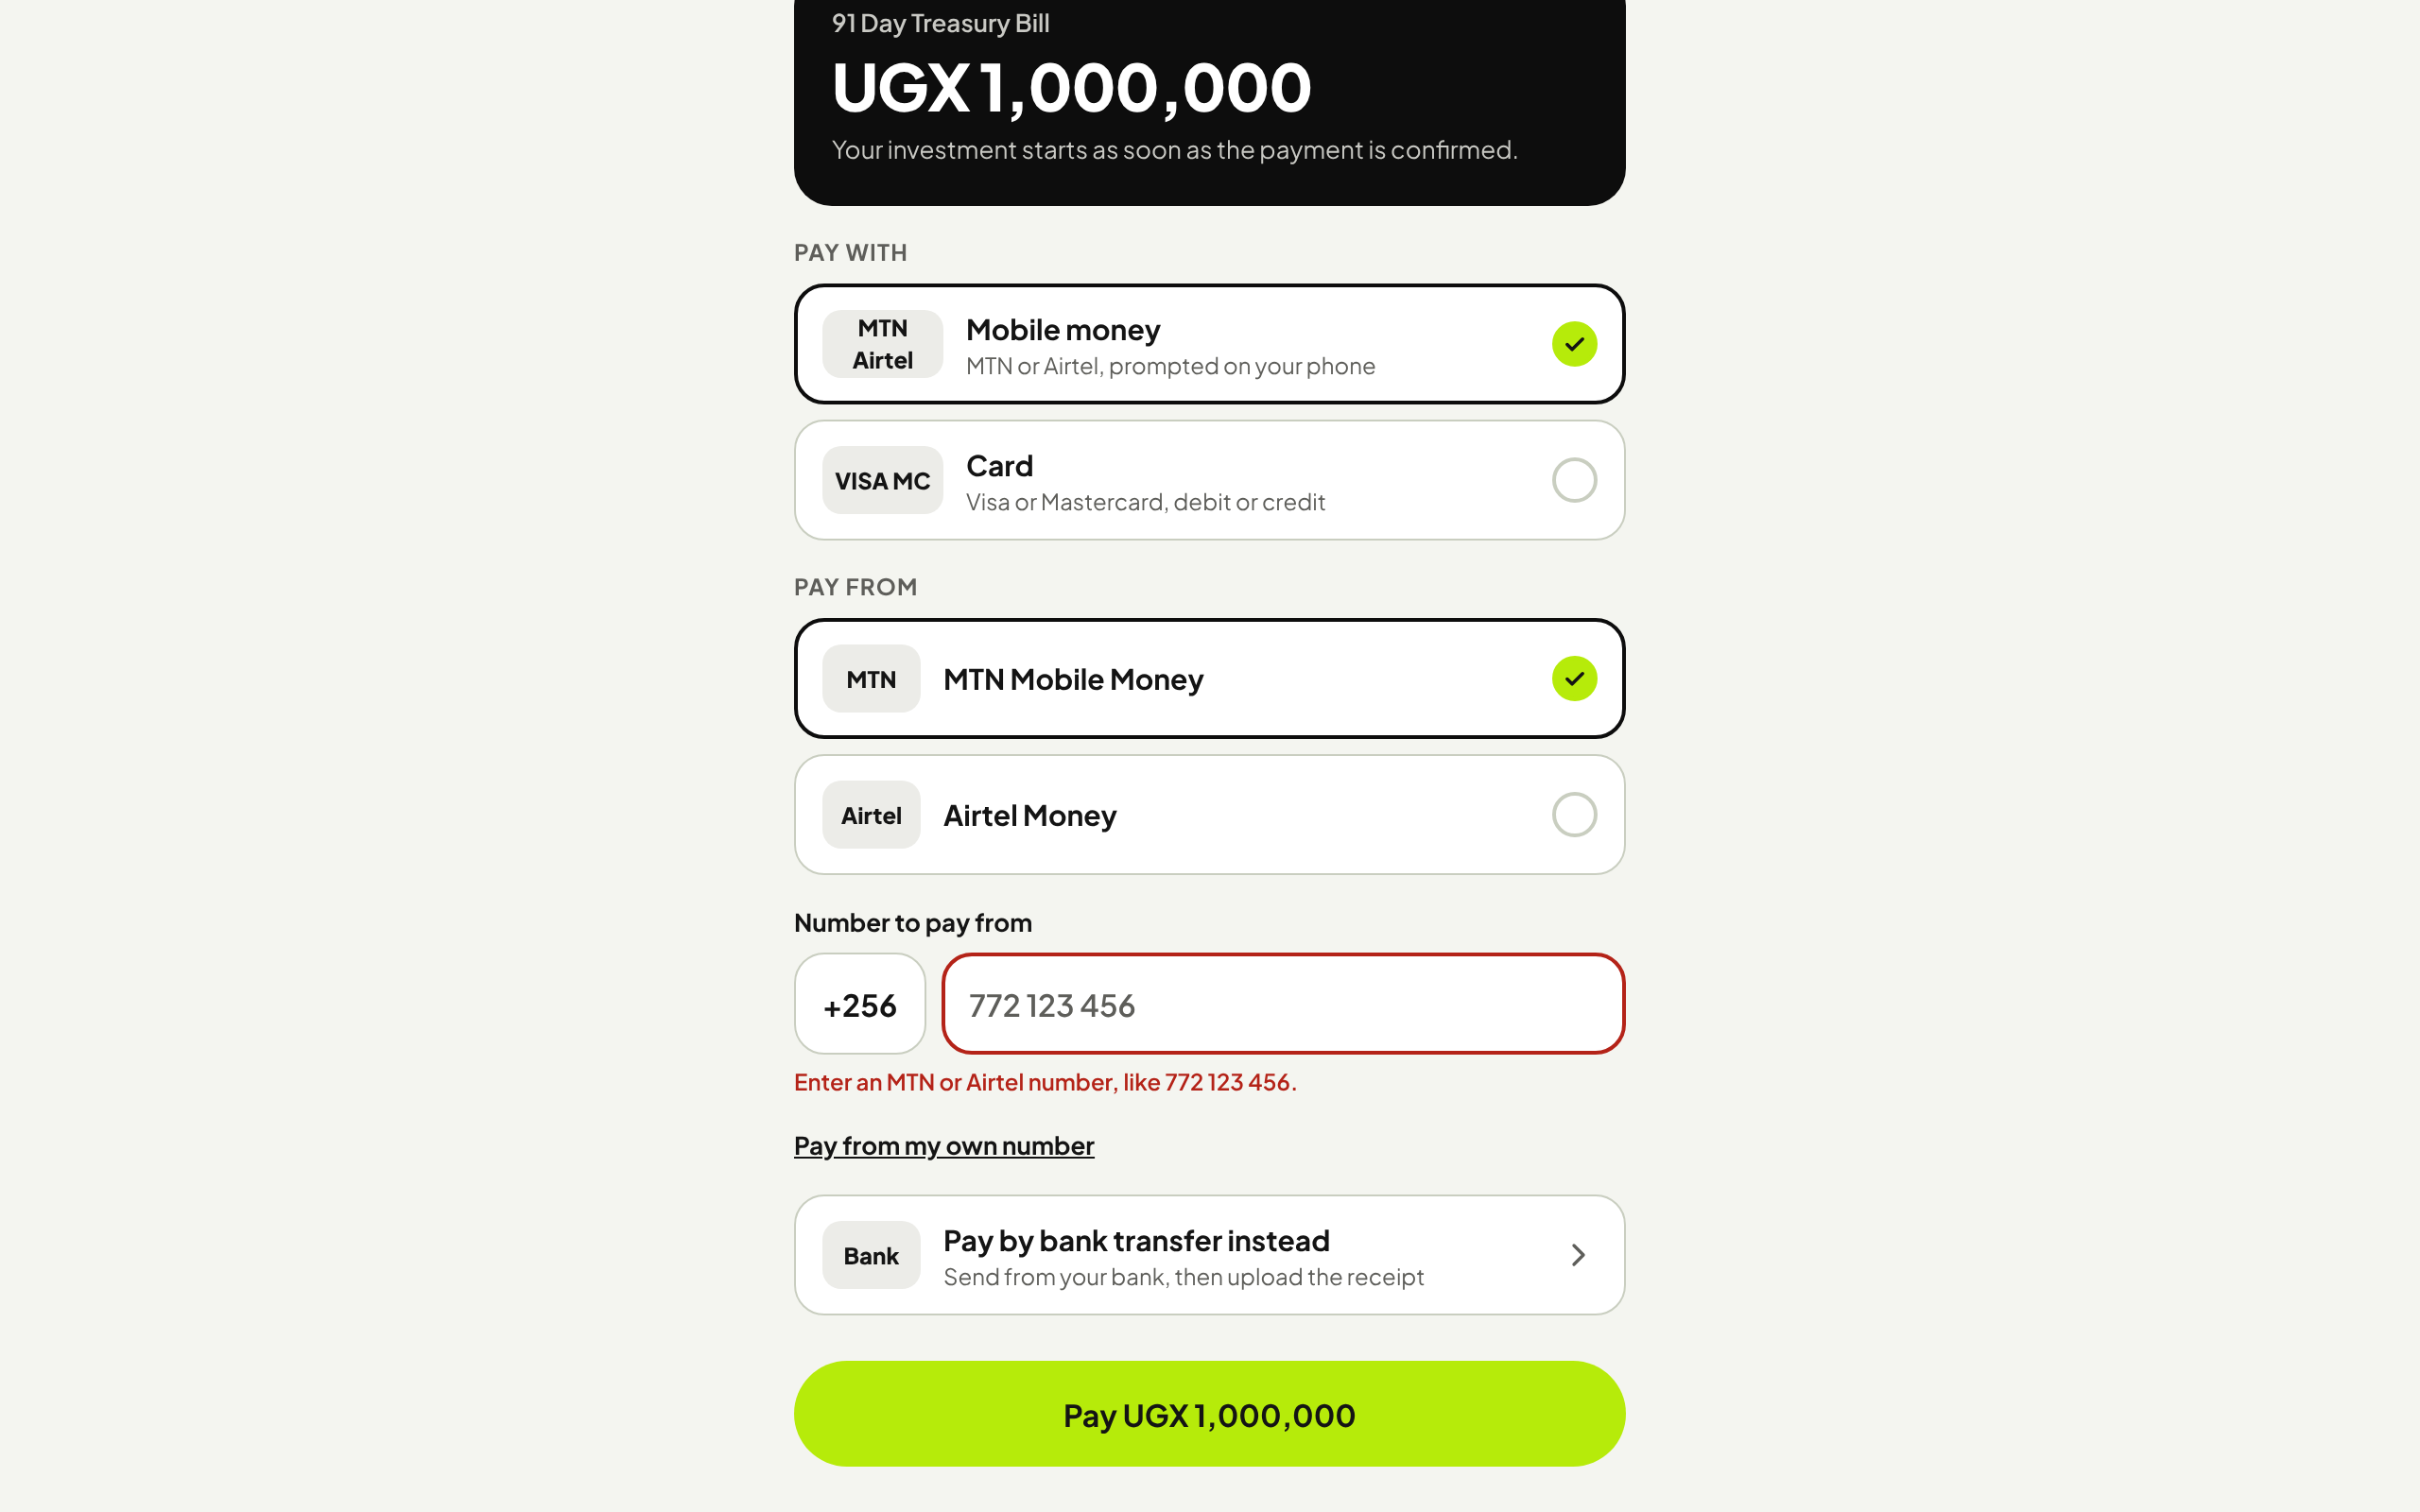 91 Day Treasury Bill
UGX 1,000,000
Your investment starts as soon as the payment is confirmed.
PAY WITH
MTN
Airtel
Mobile money
MTN or Airtel, prompted on your phone
VISA MC
Card
Visa or Mastercard, debit or credit
PAY FROM
MTN
MTN Mobile Money
Airtel
Airtel Money
Number to pay from
+256
772 123 456
Enter an MTN or Airtel number, like 772 123 456.
Pay from my own number
Bank
Pay by bank transfer instead
Send from your bank, then upload the receipt
Pay UGX 1,000,000